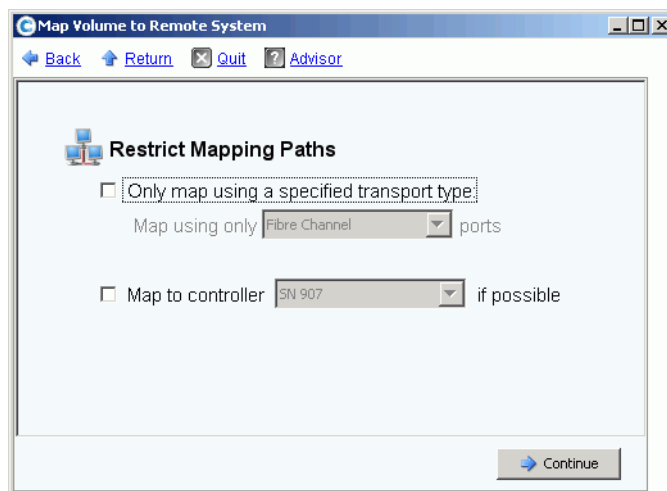 Map Volume to Remote System
Back Return Quit Advisor
Restrict Mapping Paths
Only map using a specified transport type:
Map using only Fibre Channel ports
Map to controller SN 907 if possible
Continue